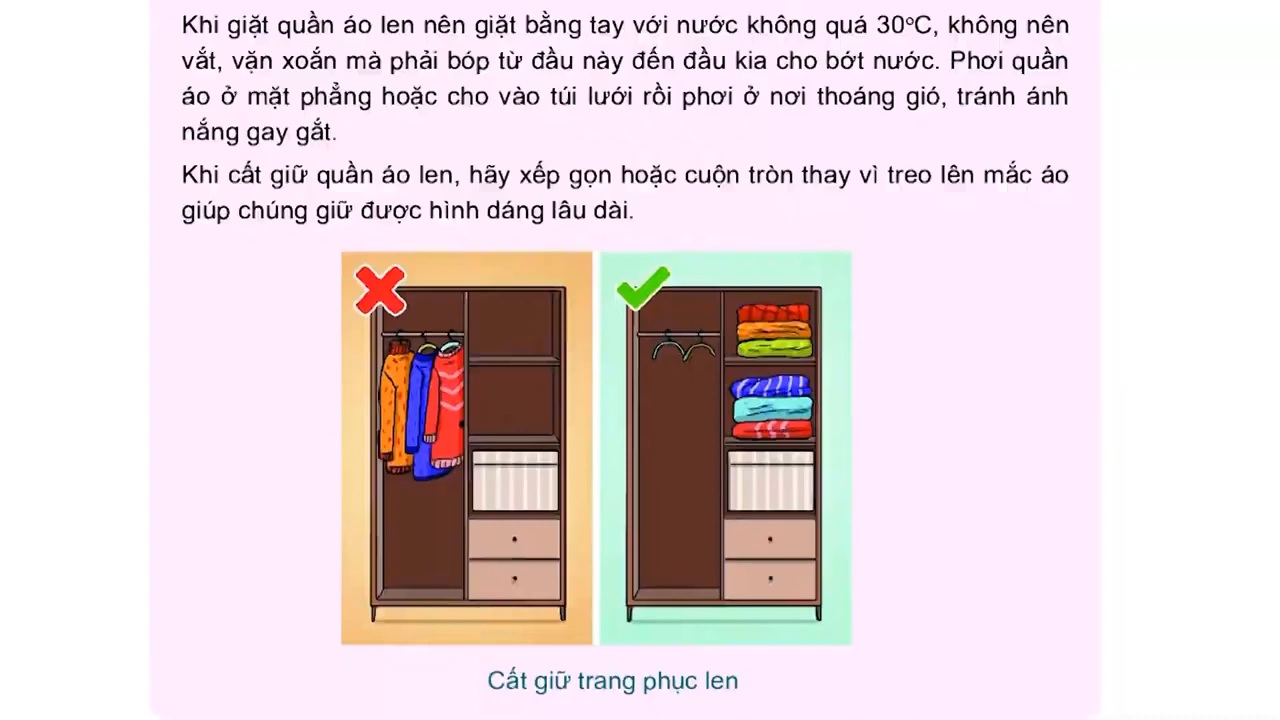 Khi giặt quần áo len nên giặt bằng tay với nước không quá 30°C, không nên
vắt, vặn xoắn mà phải bóp từ đầu này đến đầu kia cho bớt nước. Phơi quần
áo ở mặt phẳng hoặc cho vào túi lưới rồi phơi ở nơi thoáng gió, tránh ánh
nắng gay gắt.
Khi cất giữ quần áo len, hãy xếp gọn hoặc cuộn tròn thay vì treo lên mắc áo
giúp chúng giữ được hình dáng lâu dài.
Cất giữ trang phục len